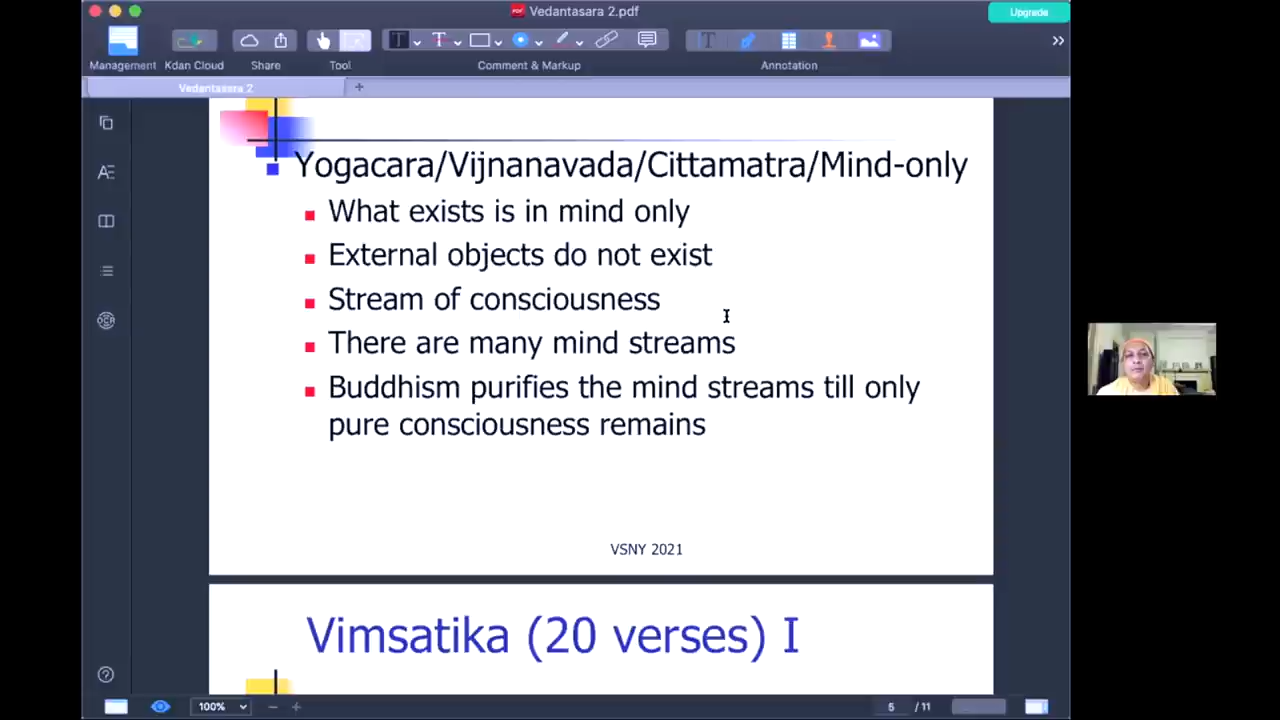 Vedantasara 2.pdf
Upgrade
Management Kdan Cloud Share Tool Comment & Markup Annotation
Vedantasara 2
Yogacara/Vijnanavada/Cittamatra/Mind-only
What exists is in mind only
External objects do not exist
Stream of consciousness
There are many mind streams
Buddhism purifies the mind streams till only
pure consciousness remains
VSNY 2021
Vimsatika (20 verses) I
100% 5 / 11